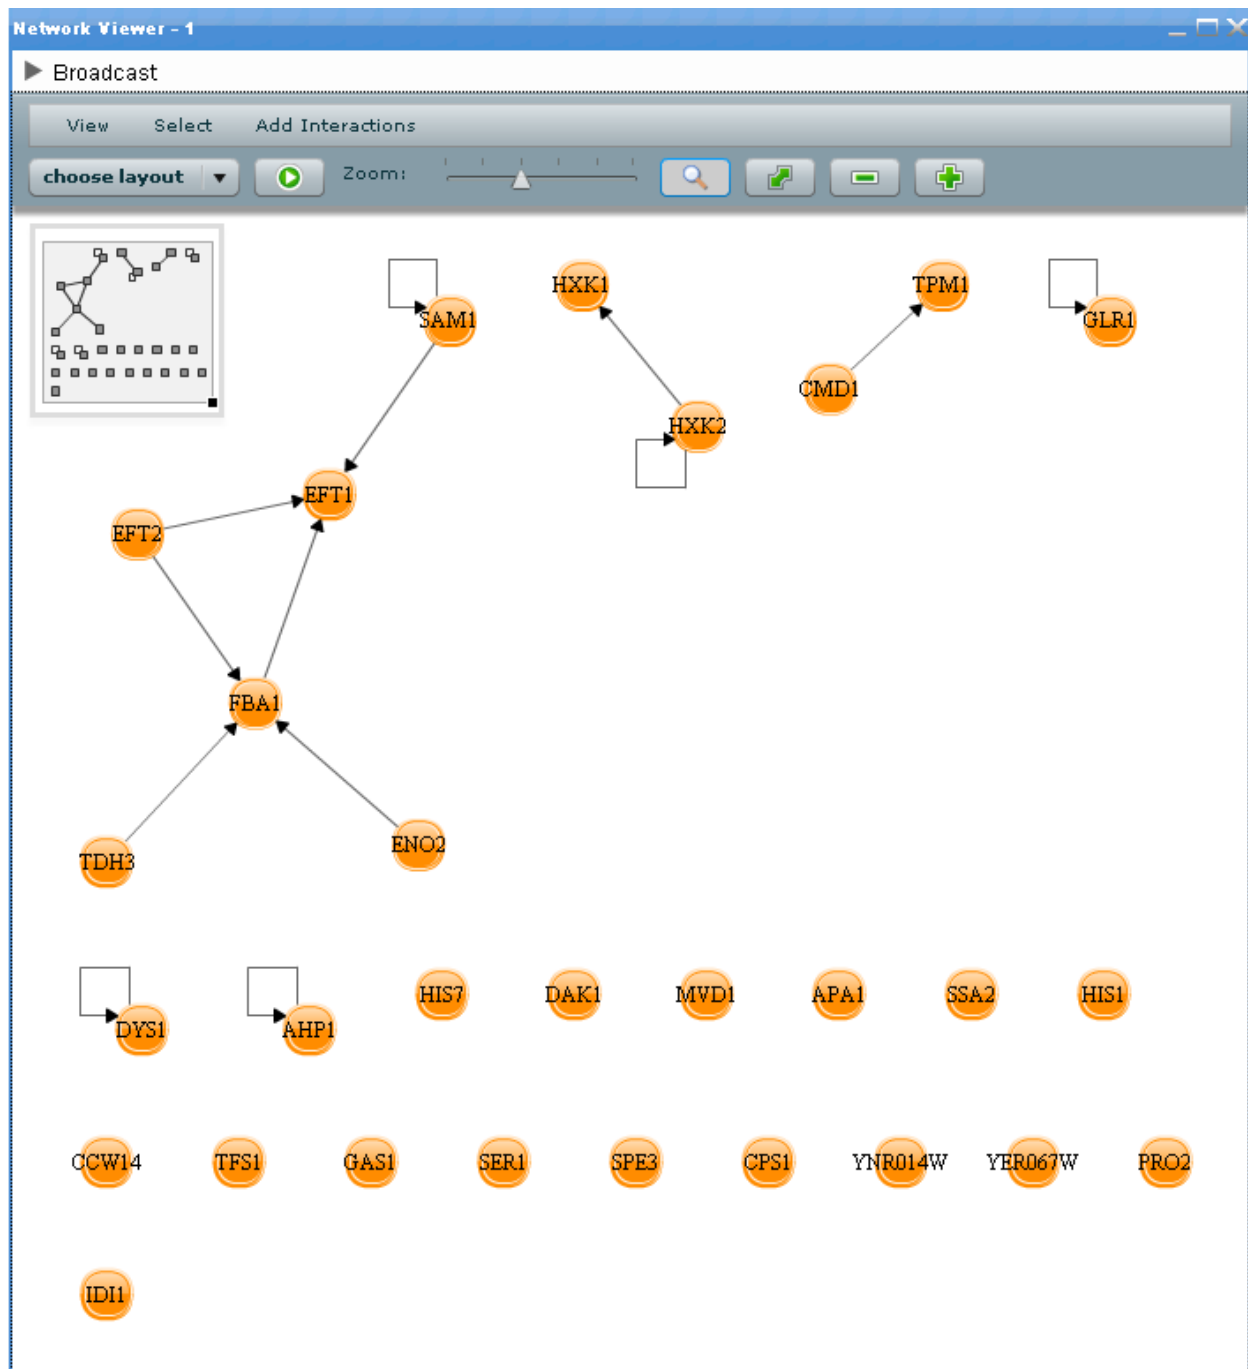 Network Viewer - 1
Broadcast
View Select Add Interactions
choose layout Zoom:
HXK1 TPM1
SAM1 GLR1
CMD1
HXK2
EFT1
EFT2
FBA1
ENO2
TDH3
HIS7 DAK1 MVD1 APA1 SSA2 HIS1
DYS1 AHP1
CCW14 TFS1 GAS1 SER1 SPE3 CPS1 YNR014W YER067W PRO2
IDI1